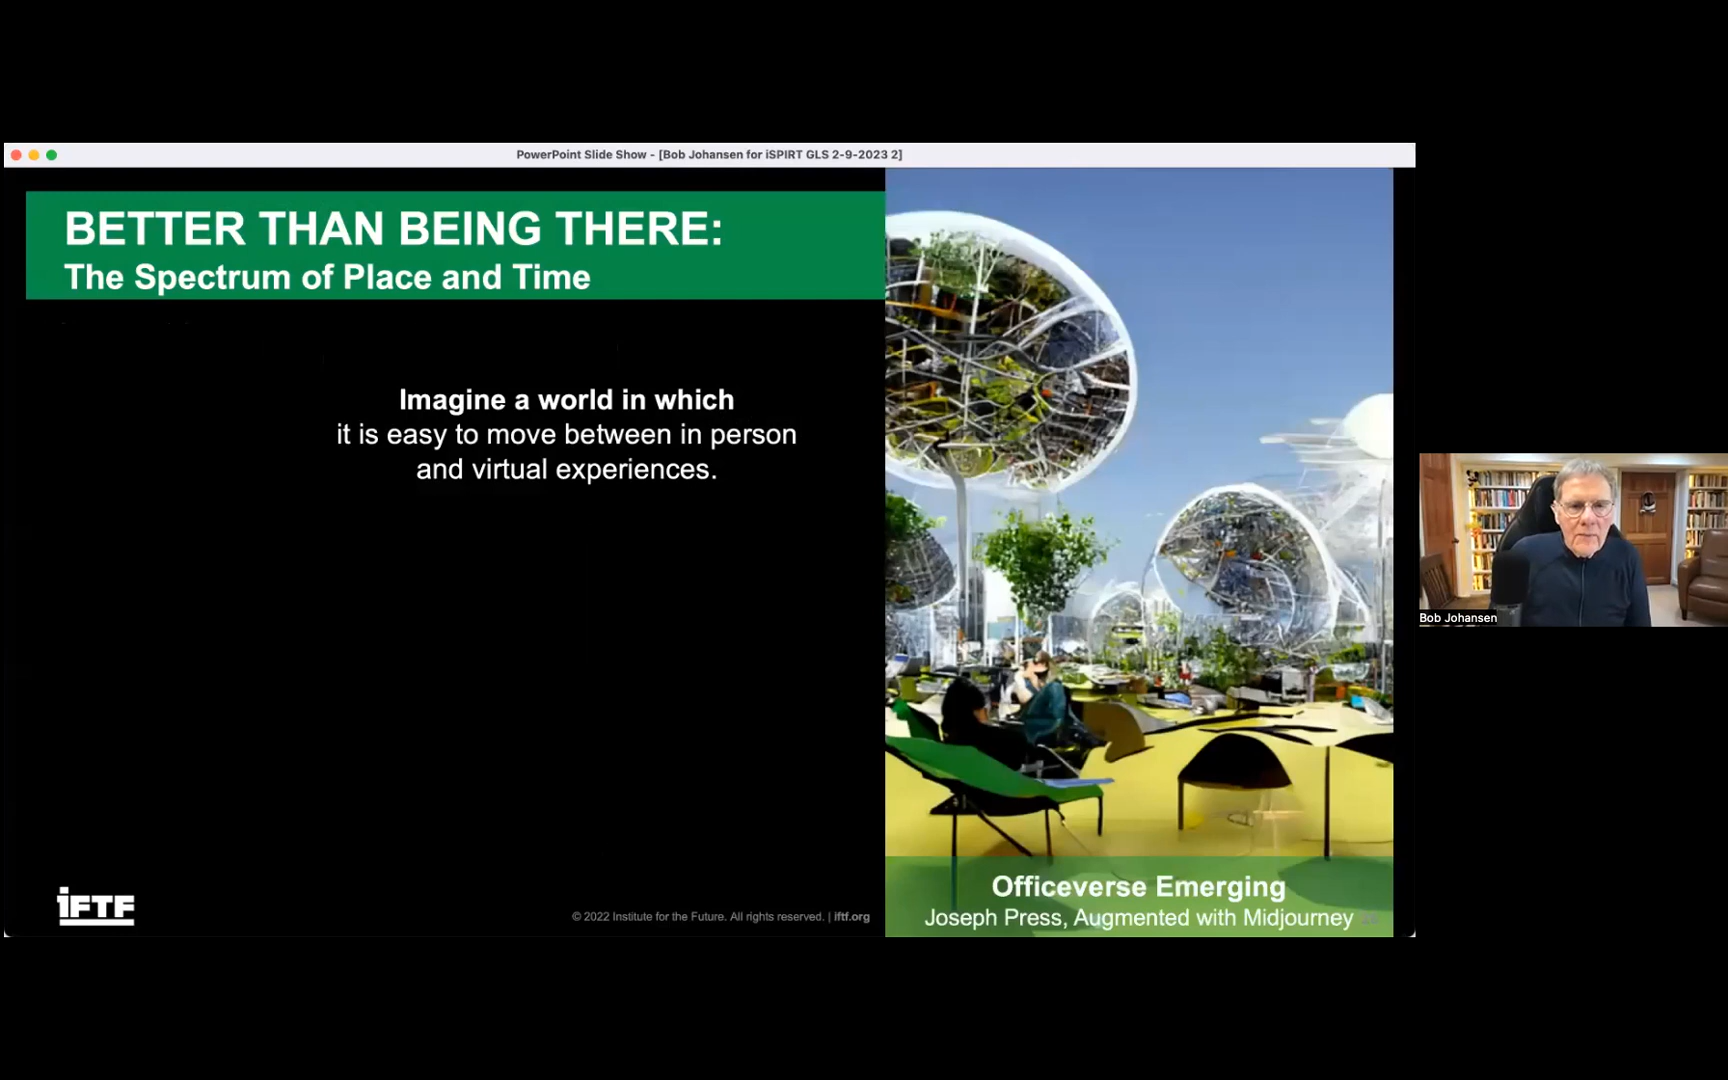 PowerPoint Slide Show - [Bob Johansen for iSPIRT GLS 2-9-2023 2]
BETTER THAN BEING THERE:
The Spectrum of Place and Time
Imagine a world in which
it is easy to move between in person
and virtual experiences.
Bob Johansen
Officeverse Emerging
Joseph Press, Augmented with Midjourney
IFTF
© 2022 Institute for the Future. All rights reserved. | iftf.org